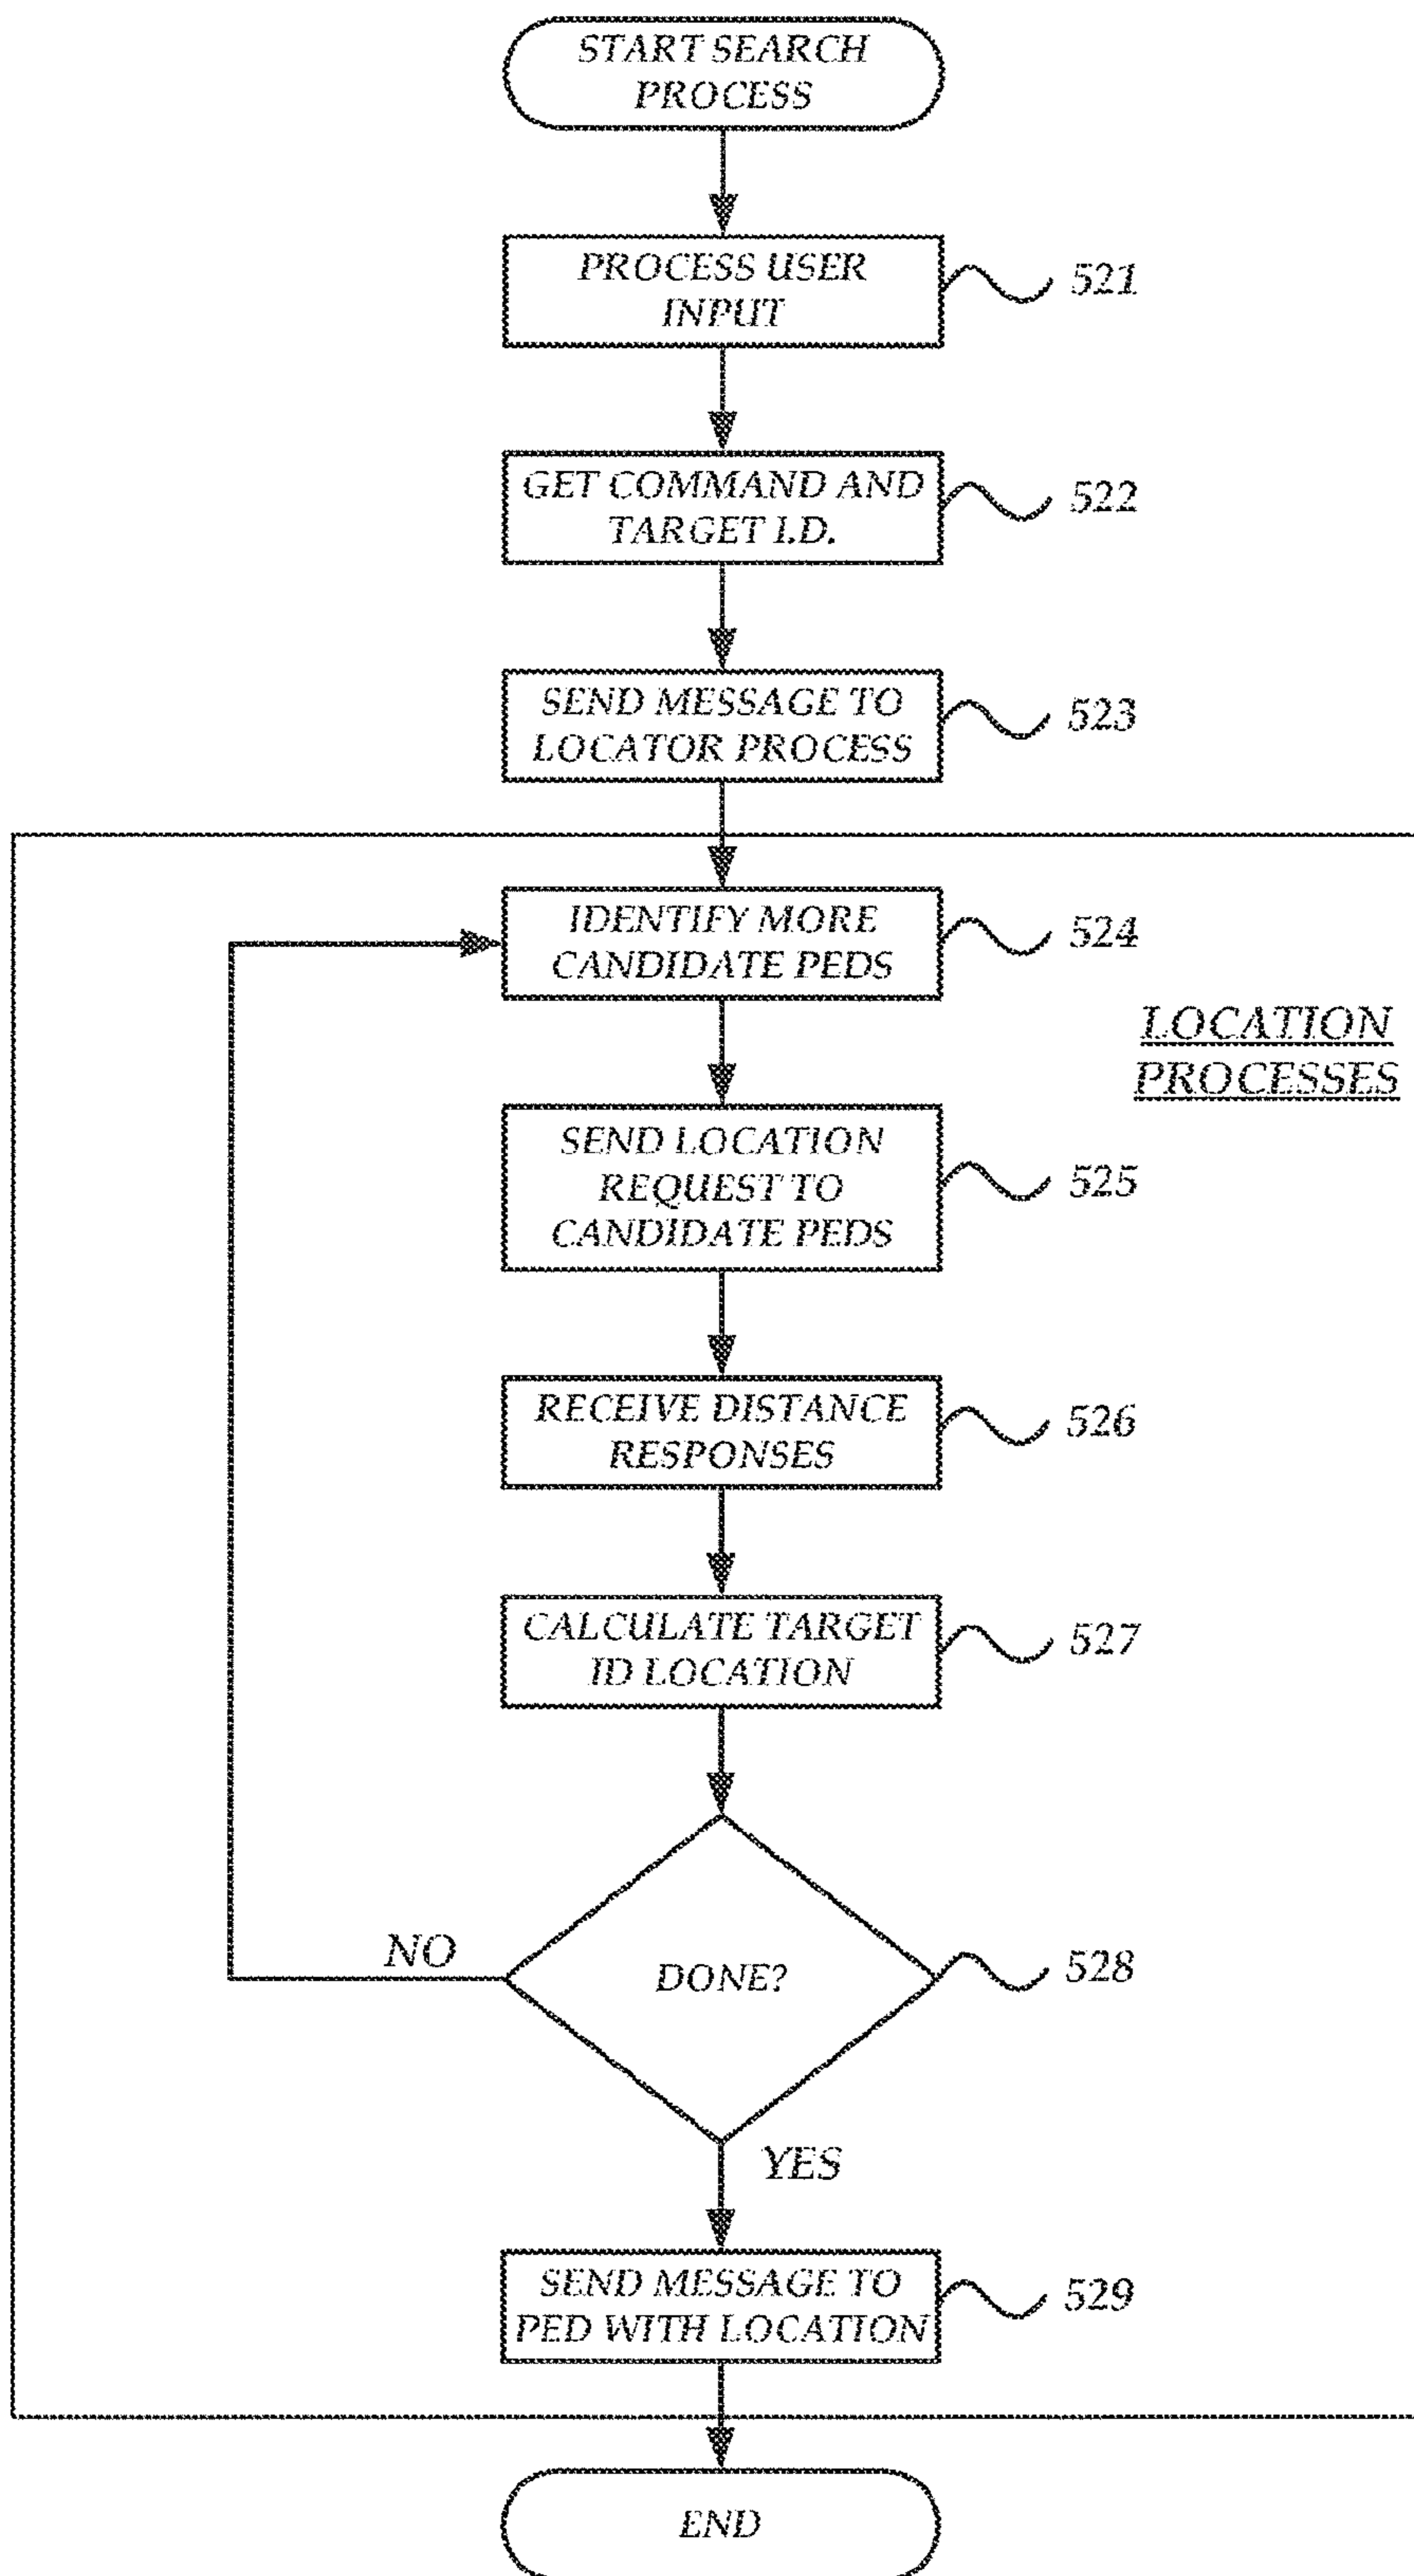 START SEARCH
PROCESS
PROCESS USER
INPUT
521
GET COMMAND AND
TARGET I.D.
522
SEND MESSAGE TO
LOCATOR PROCESS
523
IDENTIFY MORE
CANDIDATE PEDS
524
LOCATION
PROCESSES
SEND LOCATION
REQUEST TO
CANDIDATE PEDS
525
RECEIVE DISTANCE
RESPONSES
526
CALCULATE TARGET
ID LOCATION
527
NO
DONE?
528
YES
SEND MESSAGE TO
PED WITH LOCATION
529
END